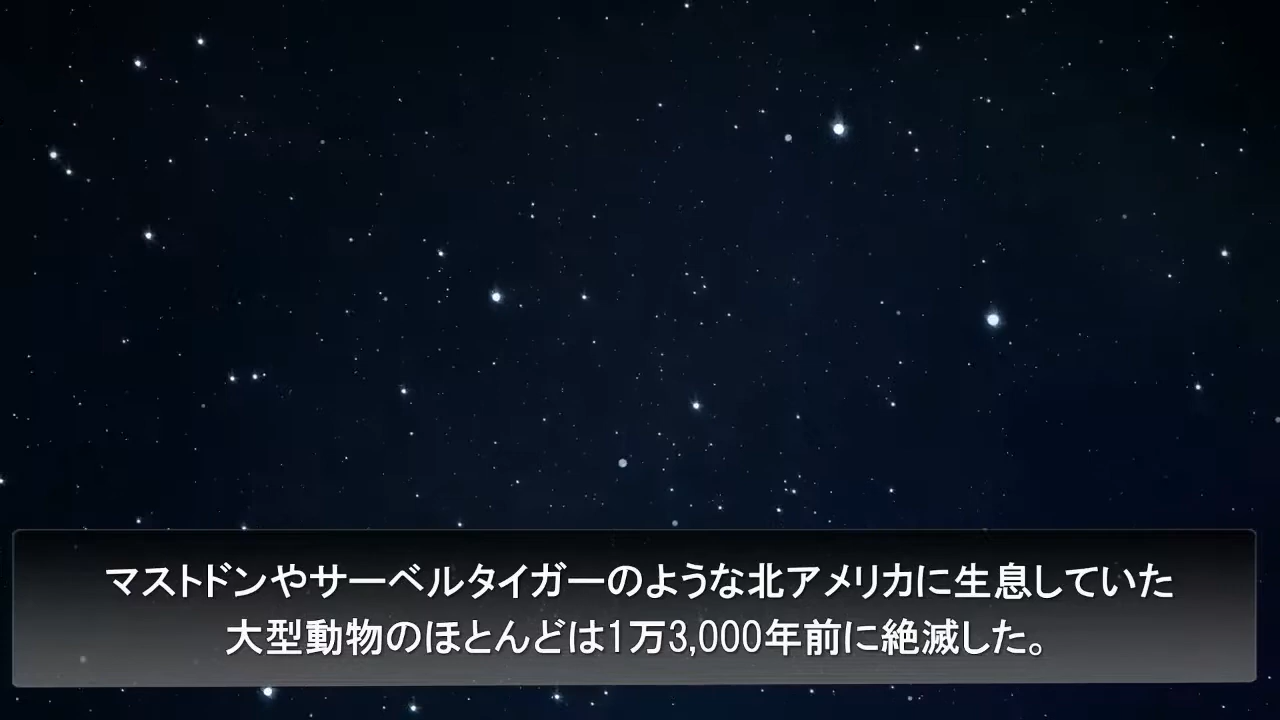 マストドンやサーベルタイガーのような北アメリカに生息していた
大型動物のほとんどは1万3,000年前に絶滅した。